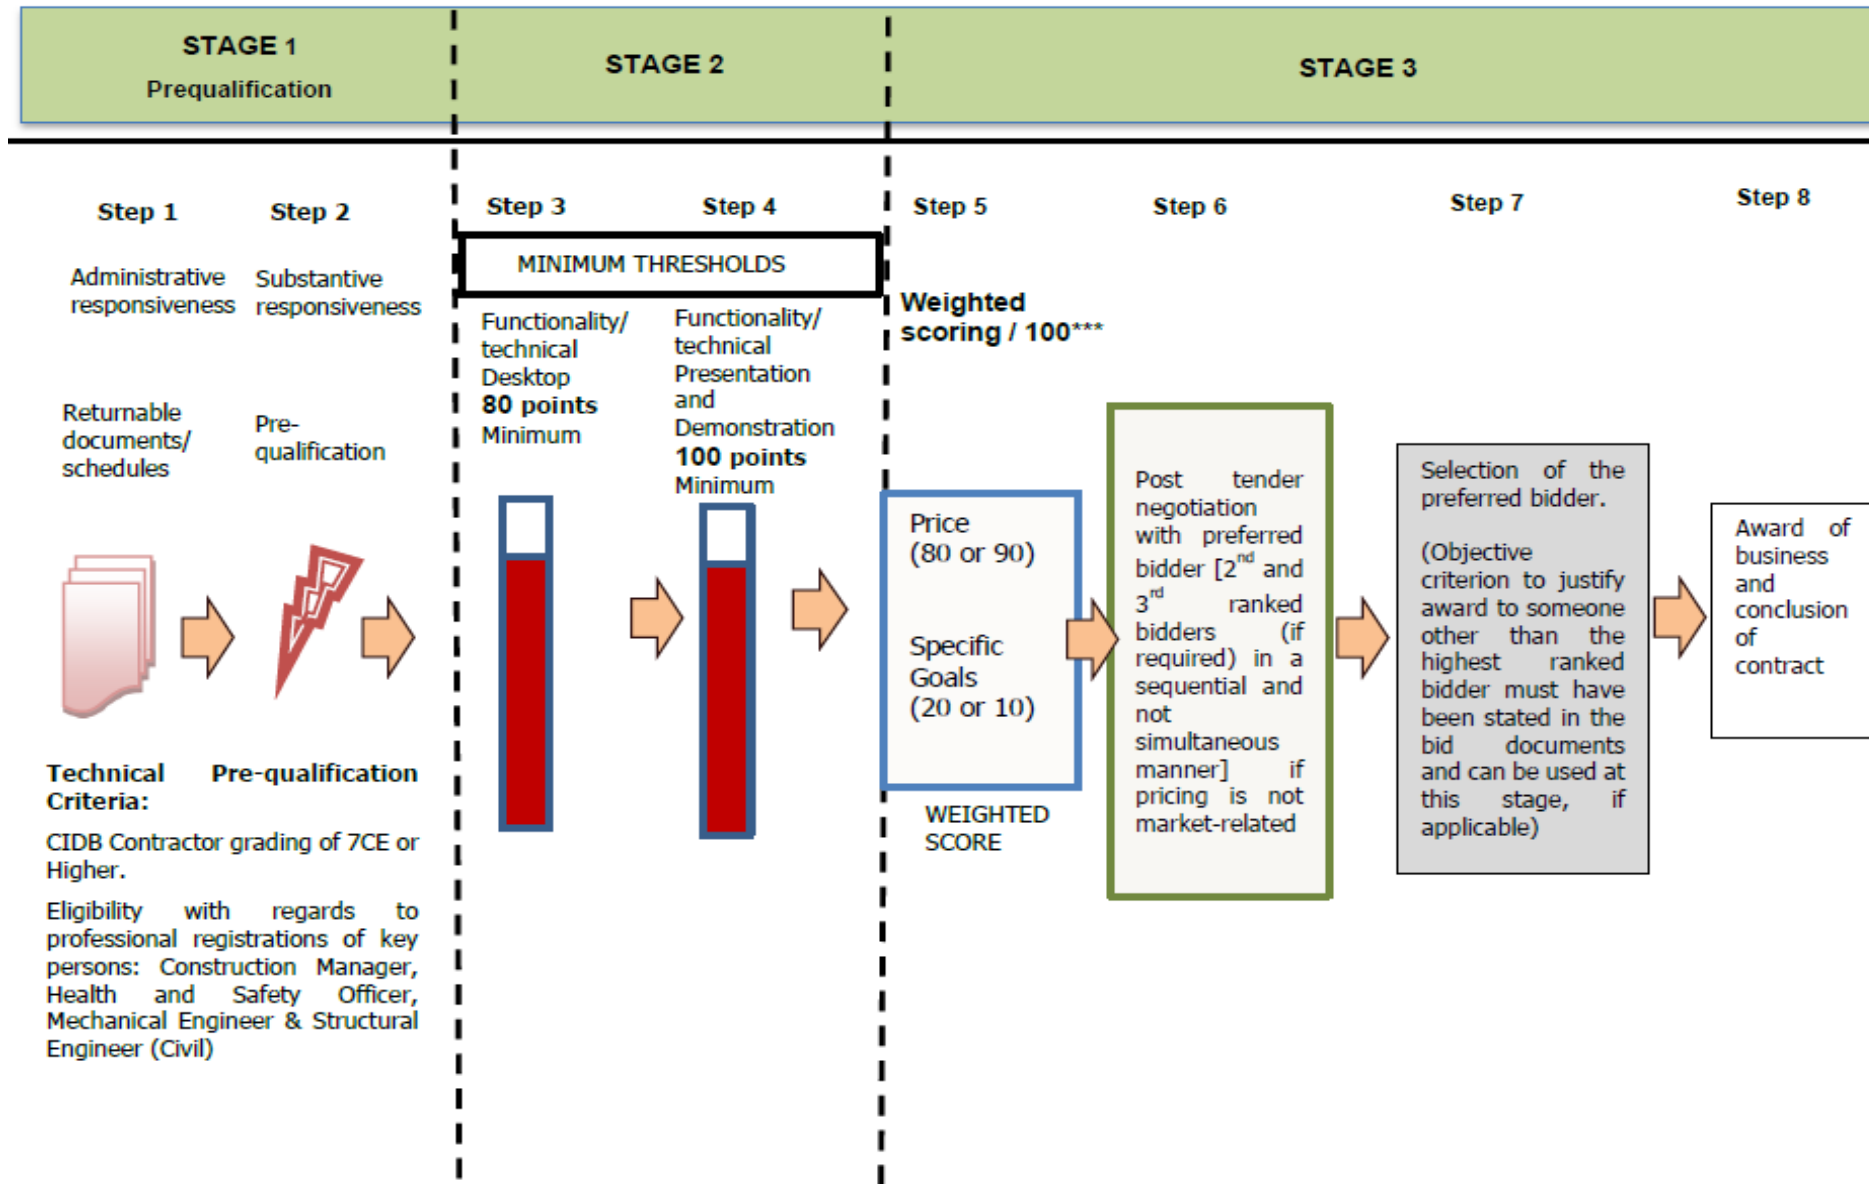 STAGE 1
Prequalification
STAGE 2
STAGE 3
Step 1
Step 2
Step 3
Step 4
Step 5
Step 6
Step 7
Step 8
Administrative
responsiveness
Substantive
responsiveness
MINIMUM THRESHOLDS
Returnable
documents/
schedules
Pre-
qualification
Functionality/
technical
Desktop
80 points
Minimum
Functionality/
technical
Presentation
and
Demonstration
100 points
Minimum
Weighted
scoring / 100***
Price
(80 or 90)
Specific
Goals
(20 or 10)
WEIGHTED
SCORE
Post tender
negotiation
with preferred
bidder [2nd and
3rd ranked
bidders (if
required) in a
sequential and
not
simultaneous
manner] if
pricing is not
market-related
Selection of the
preferred bidder.
(Objective
criterion to justify
award to someone
other than the
highest ranked
bidder must have
been stated in the
bid documents
and can be used at
this stage, if
applicable)
Award of
business
and
conclusion
of
contract
Technical Pre-qualification
Criteria:
CIDB Contractor grading of 7CE or
Higher.
Eligibility with regards to
professional registrations of key
persons: Construction Manager,
Health and Safety Officer,
Mechanical Engineer & Structural
Engineer (Civil)